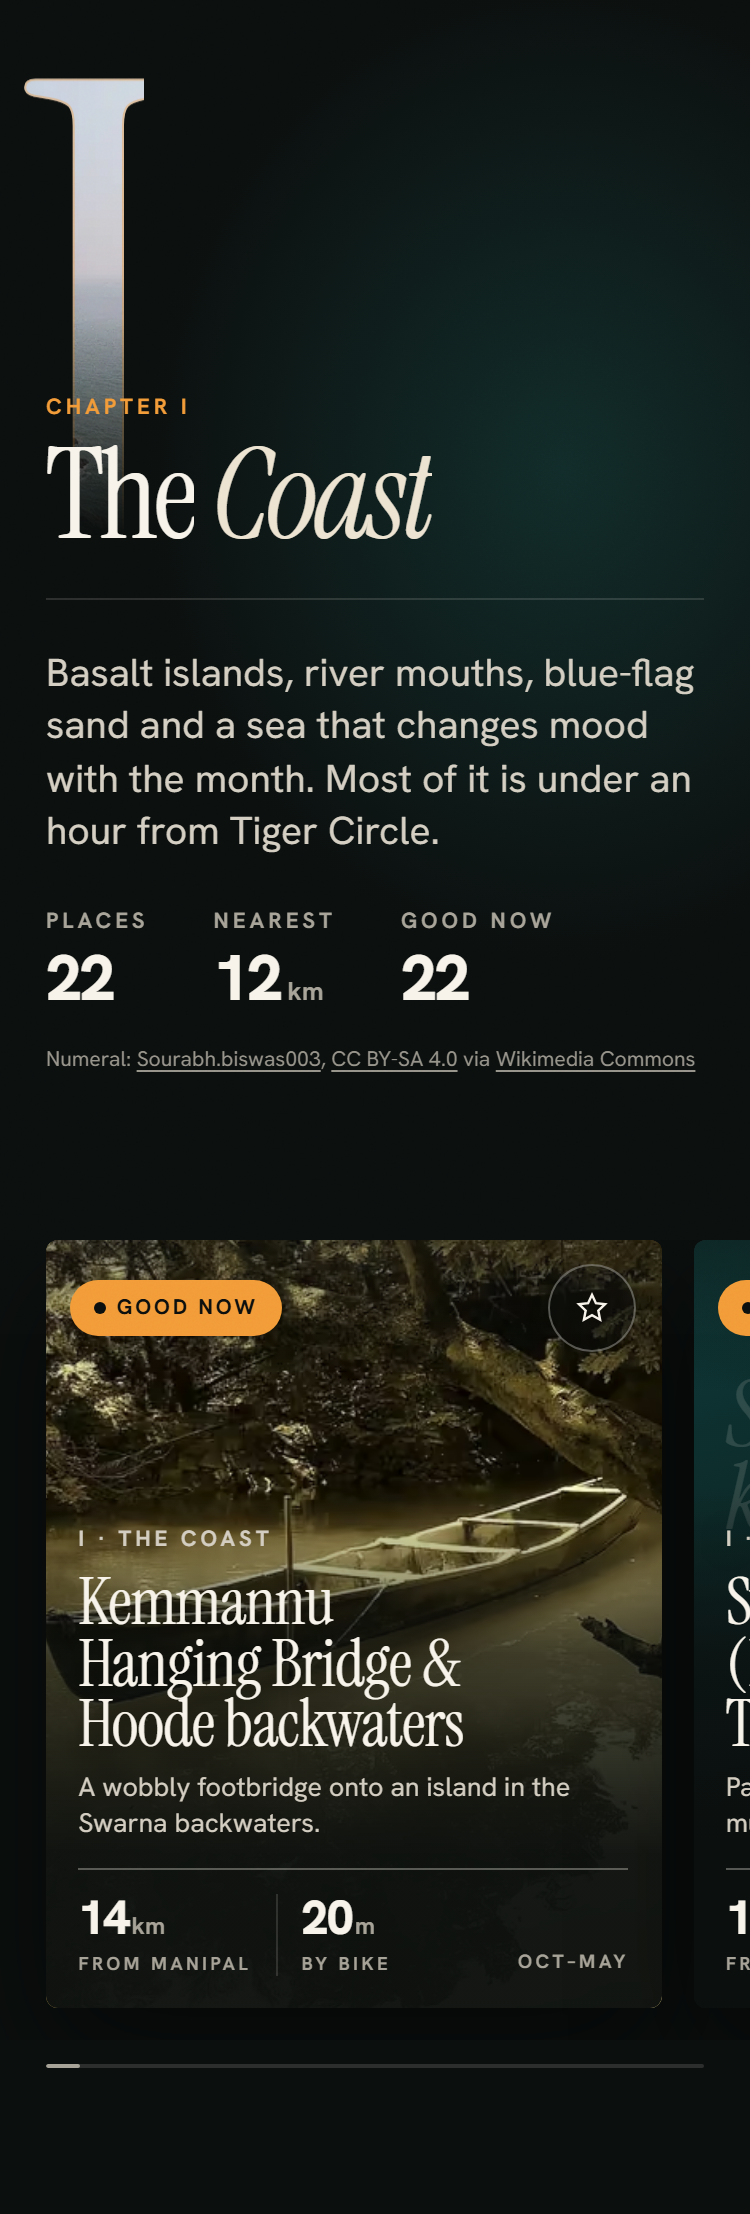 I
CHAPTER I
The Coast
Basalt islands, river mouths, blue-flag
sand and a sea that changes mood
with the month. Most of it is under an
hour from Tiger Circle.
PLACES NEAREST GOOD NOW
22 12 km 22
Numeral: Sourabh.biswas003, CC BY-SA 4.0 via Wikimedia Commons
GOOD NOW
I · THE COAST
Kemmannu
Hanging Bridge &
Hoode backwaters
A wobbly footbridge onto an island in the
Swarna backwaters.
14km 20m
FROM MANIPAL BY BIKE OCT–MAY